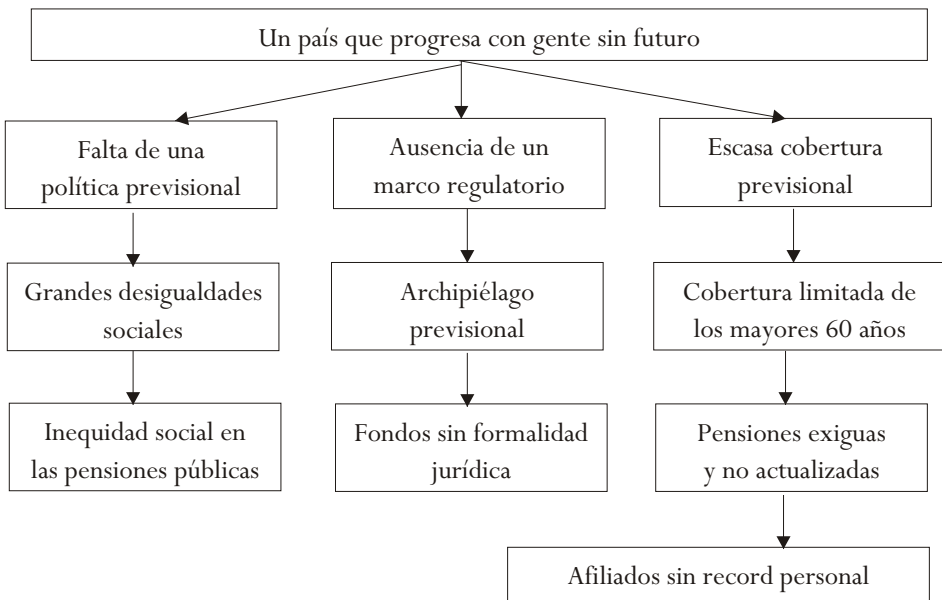 Un país que progresa con gente sin futuro
Falta de una
política previsional
Ausencia de un
marco regulatorio
Escasa cobertura
previsional
Grandes desigualdades
sociales
Archipiélago
previsional
Cobertura limitada de
los mayores 60 años
Inequidad social en
las pensiones públicas
Fondos sin formalidad
jurídica
Pensiones exiguas
y no actualizadas
Afiliados sin record personal